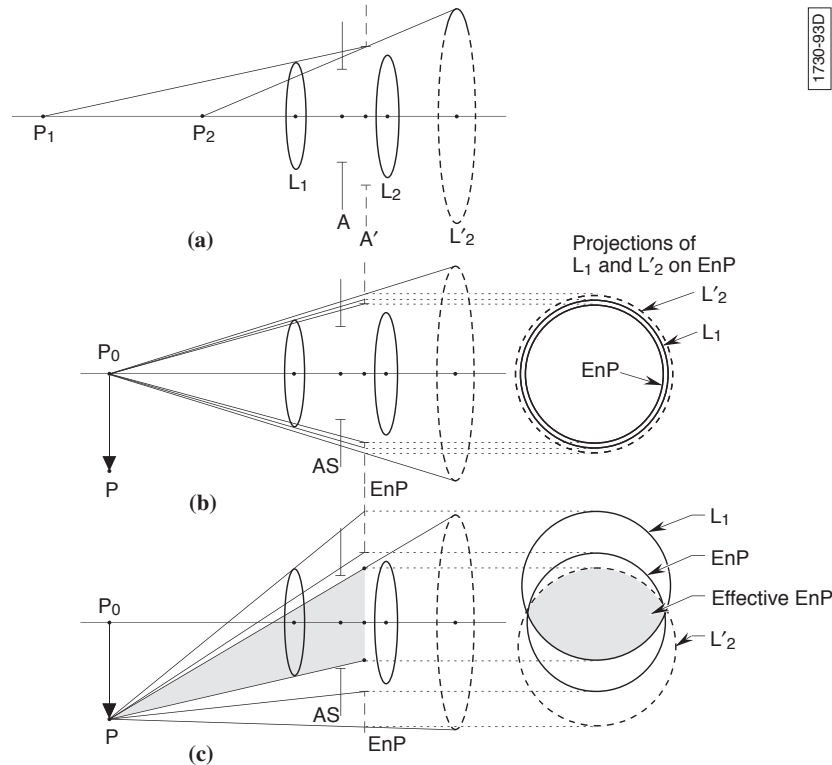 1730-93D
P1
P2
L1
L2
L′2
A
A′
(a)
Projections of
L1 and L′2 on EnP
L′2
L1
EnP
P0
P
AS
EnP
(b)
L1
EnP
Effective EnP
L′2
P0
P
AS
EnP
(c)